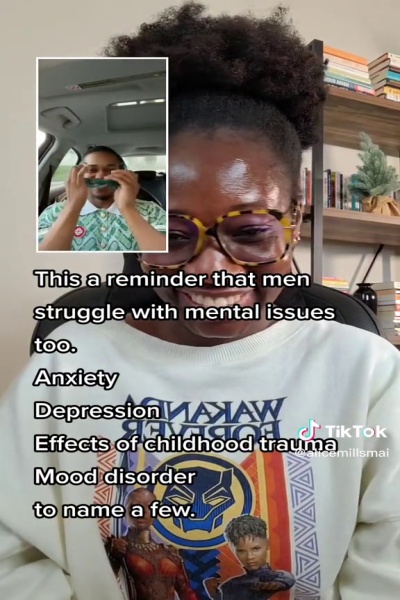 This a reminder that men
struggle with mental issues
too.
Anxiety
Depression
Effects of childhood trauma
Mood disorder
to name a few.
WAKANDA
FOREVER
TikTok
@alicemillsmai